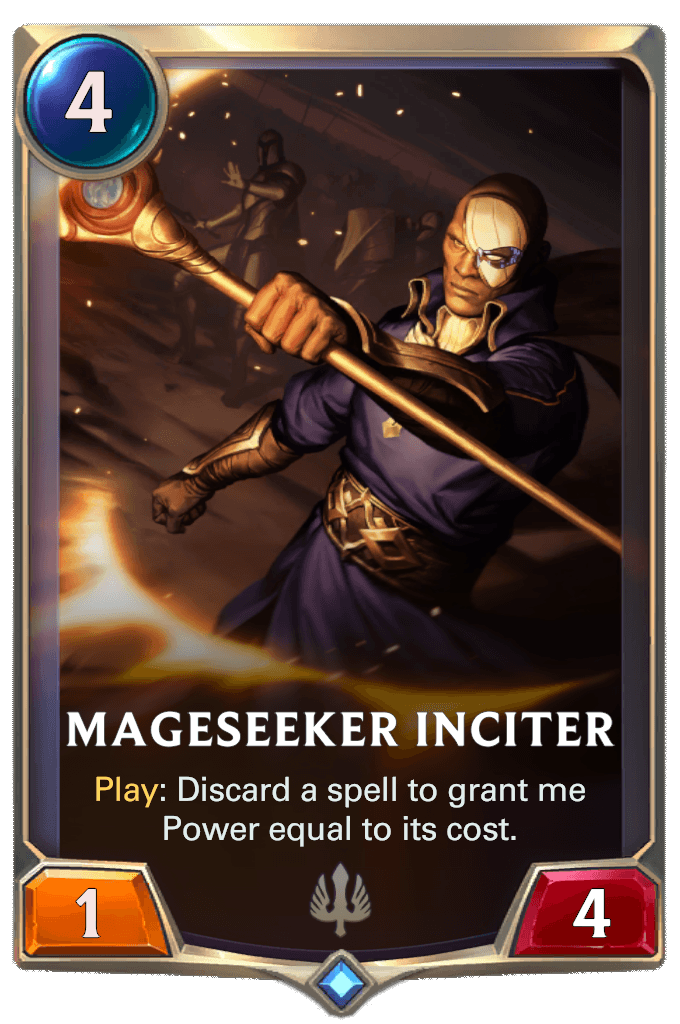 4
MAGESEEKER INCITER
Play: Discard a spell to grant me
Power equal to its cost.
1
4